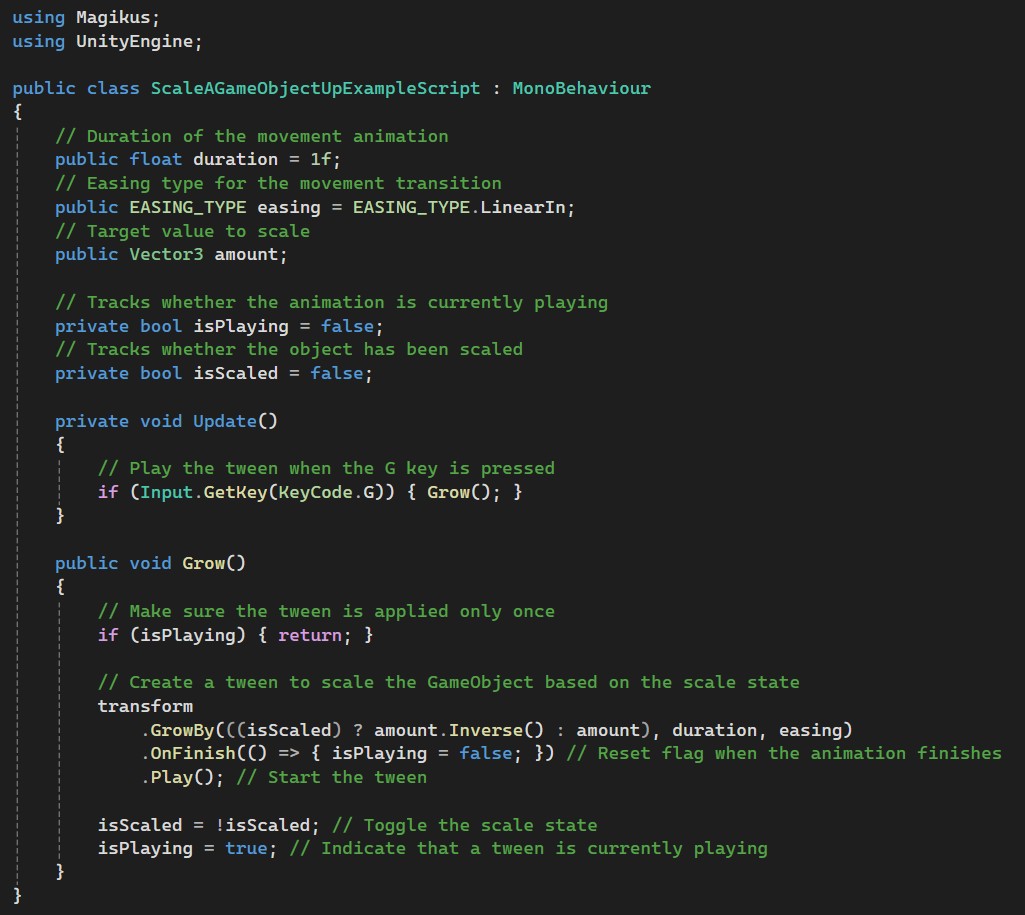 using Magikus;
using UnityEngine;

public class ScaleAGameObjectUpExampleScript : MonoBehaviour
{
    // Duration of the movement animation
    public float duration = 1f;
    // Easing type for the movement transition
    public EASING_TYPE easing = EASING_TYPE.LinearIn;
    // Target value to scale
    public Vector3 amount;

    // Tracks whether the animation is currently playing
    private bool isPlaying = false;
    // Tracks whether the object has been scaled
    private bool isScaled = false;

    private void Update()
    {
        // Play the tween when the G key is pressed
        if (Input.GetKey(KeyCode.G)) { Grow(); }
    }

    public void Grow()
    {
        // Make sure the tween is applied only once
        if (isPlaying) { return; }

        // Create a tween to scale the GameObject based on the scale state
        transform
            .GrowBy(((isScaled) ? amount.Inverse() : amount), duration, easing)
            .OnFinish(() => { isPlaying = false; }) // Reset flag when the animation finishes
            .Play(); // Start the tween

        isScaled = !isScaled; // Toggle the scale state
        isPlaying = true; // Indicate that a tween is currently playing
    }
}